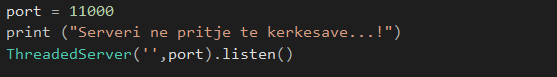 port = 11000
print ("Serveri ne pritje te kerkesave...!")
ThreadedServer('',port).listen()